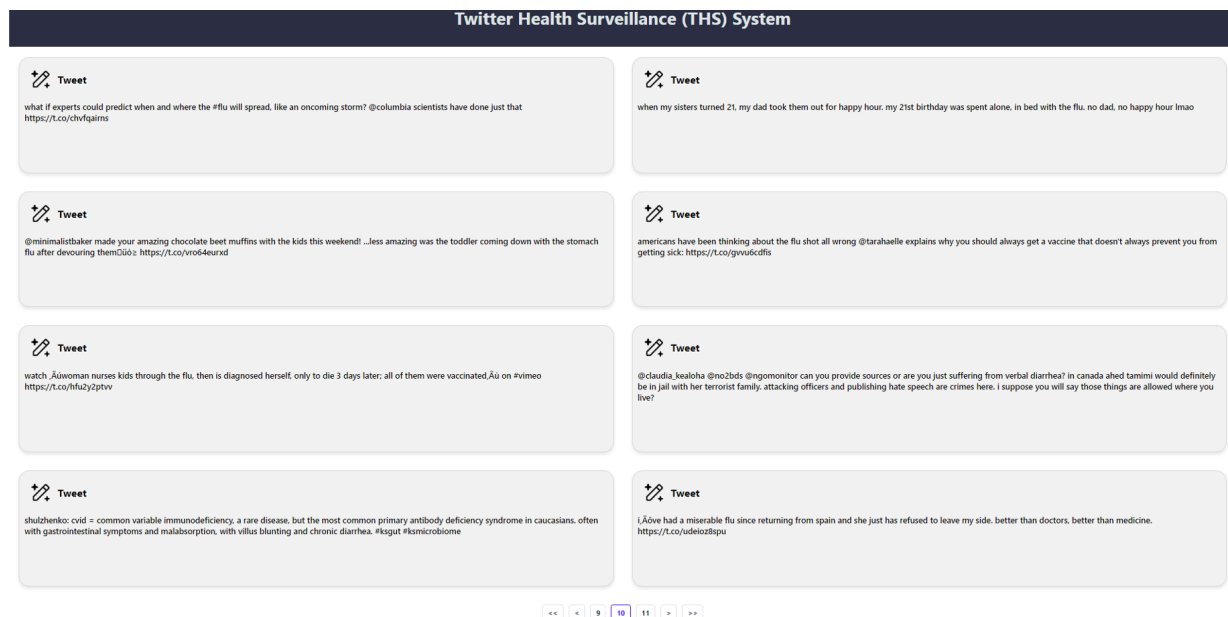 Twitter Health Surveillance (THS) System
Tweet
what if experts could predict when and where the #flu will spread, like an oncoming storm? @columbia scientists have done just that
https://t.co/chvfqairns
Tweet
when my sisters turned 21, my dad took them out for happy hour. my 21st birthday was spent alone, in bed with the flu. no dad, no happy hour lmao
Tweet
@minimalistbaker made your amazing chocolate beet muffins with the kids this weekend! ...less amazing was the toddler coming down with the stomach
flu after devouring them▯üò≥ https://t.co/vro64eurxd
Tweet
americans have been thinking about the flu shot all wrong @tarahaelle explains why you should always get a vaccine that doesn't always prevent you from
getting sick: https://t.co/gvvu6cdfis
Tweet
watch ‚Äúwoman nurses kids through the flu, then is diagnosed herself, only to die 3 days later; all of them were vaccinated‚Äù on #vimeo
https://t.co/hfu2y2ptvv
Tweet
@claudia_kealoha @no2bds @ngomonitor can you provide sources or are you just suffering from verbal diarrhea? in canada ahed tamimi would definitely
be in jail with her terrorist family. attacking officers and publishing hate speech are crimes here. i suppose you will say those things are allowed where you
live?
Tweet
shulzhenko: cvid = common variable immunodeficiency, a rare disease, but the most common primary antibody deficiency syndrome in caucasians. often
with gastrointestinal symptoms and malabsorption, with villus blunting and chronic diarrhea. #ksgut #ksmicrobiome
Tweet
i‚Äôve had a miserable flu since returning from spain and she just has refused to leave my side. better than doctors, better than medicine.
https://t.co/udeioz8spu
<< < 9 10 11 > >>